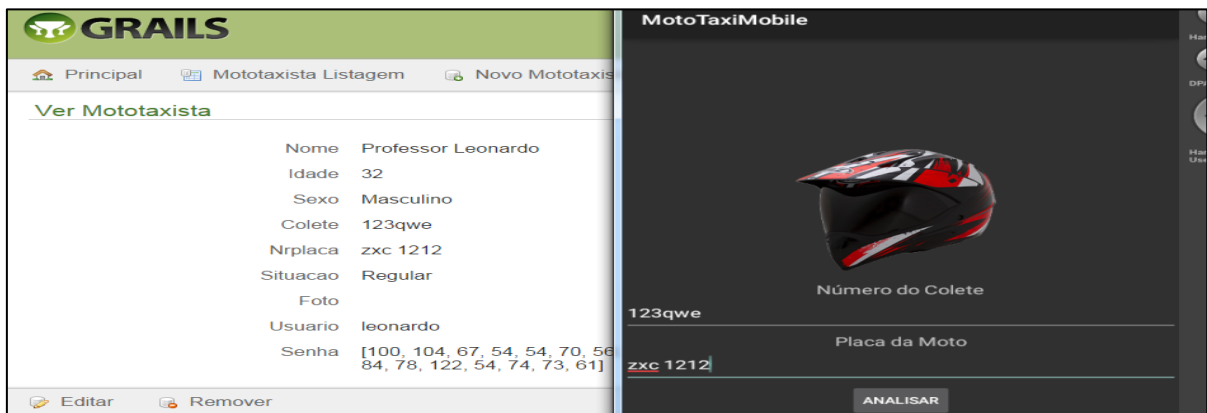 GRAILS
Principal Mototaxista Listagem Novo Mototaxis
Ver Mototaxista
Nome Professor Leonardo
Idade 32
Sexo Masculino
Colete 123qwe
Nrplaca zxc 1212
Situacao Regular
Foto
Usuario leonardo
Senha [100, 104, 67, 54, 54, 70, 56
84, 78, 122, 54, 74, 73, 61]
Editar Remover
MotoTaxiMobile
Número do Colete
123qwe
Placa da Moto
zxc 1212
ANALISAR